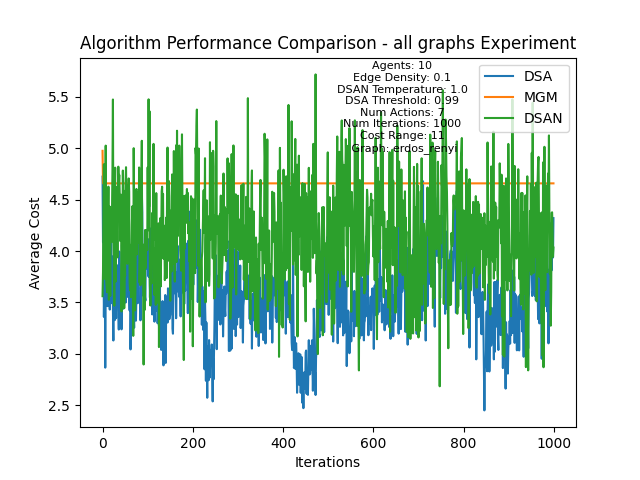 Algorithm Performance Comparison - all graphs Experiment
Agents: 10
Edge Density: 0.1
DSAN Temperature: 1.0
DSA Threshold: 0.99
Num Actions: 7
Num Iterations: 1000
Cost Range: 11
Graph: erdos_renyi
DSA
MGM
DSAN
Average Cost
5.5
5.0
4.5
4.0
3.5
3.0
2.5
0 200 400 600 800 1000
Iterations